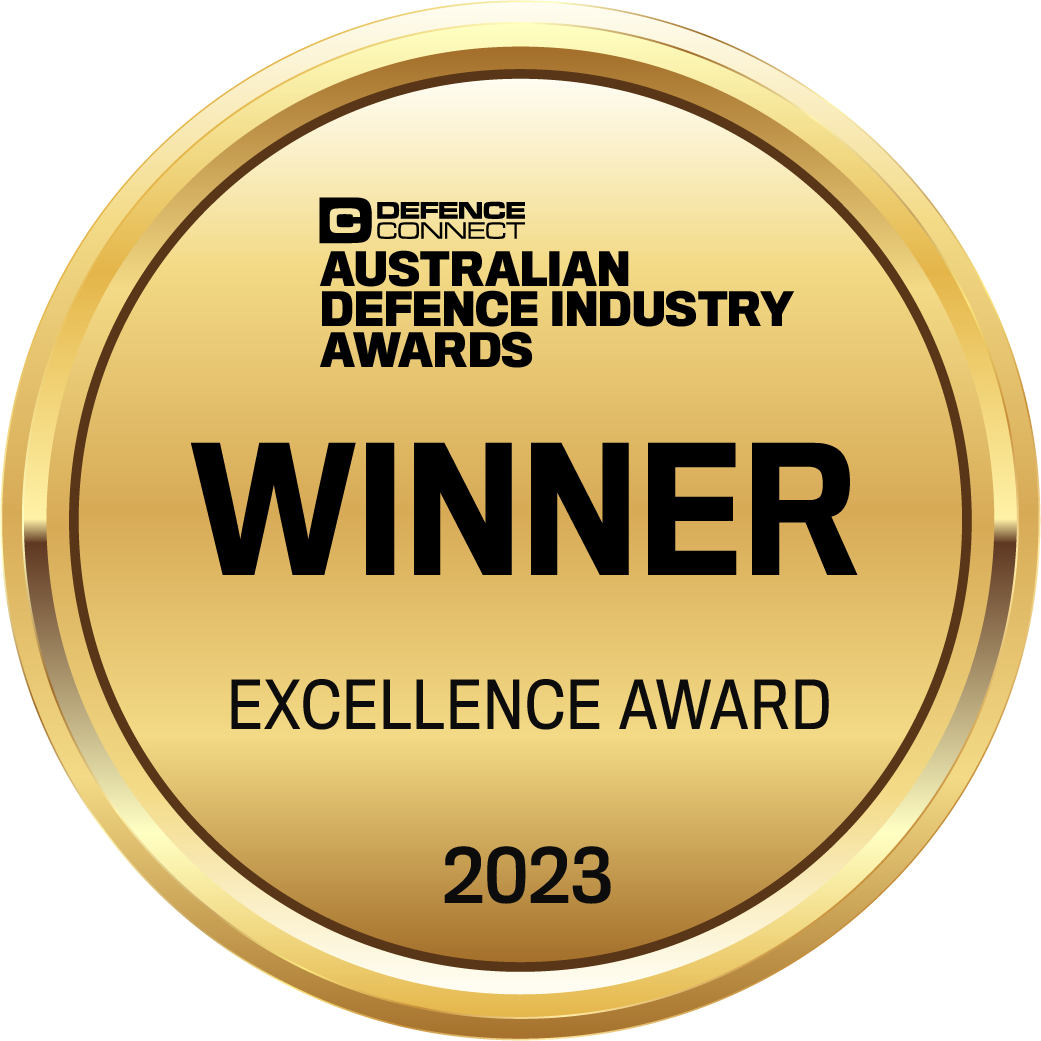 DEFENCE
CONNECT
AUSTRALIAN
DEFENCE INDUSTRY
AWARDS
WINNER
EXCELLENCE AWARD
2023